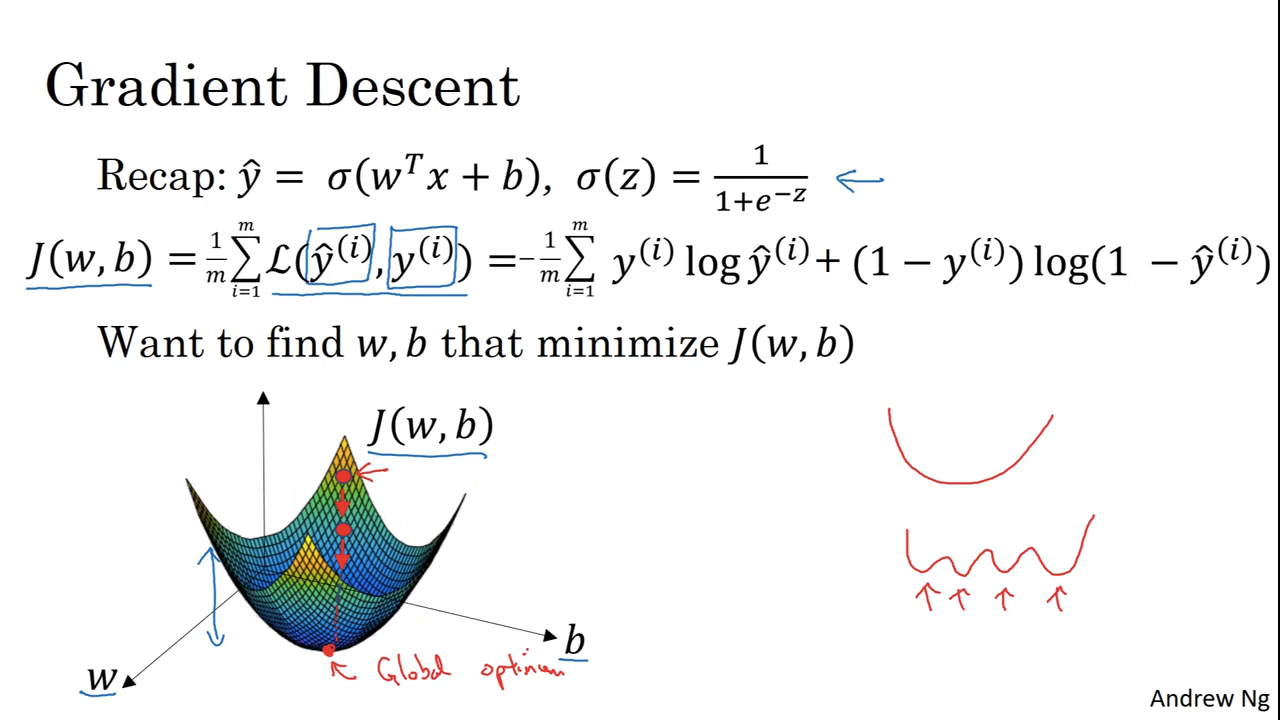 Gradient Descent
Recap: ŷ = σ(wᵀx + b), σ(z) = 1/(1+e⁻ᶻ) ←
J(w, b) = 1/m ∑ᵢ₌₁ᵐ ℒ(ŷ⁽ⁱ⁾, y⁽ⁱ⁾) = −1/m ∑ᵢ₌₁ᵐ y⁽ⁱ⁾ log ŷ⁽ⁱ⁾ + (1 − y⁽ⁱ⁾) log(1 − ŷ⁽ⁱ⁾)
Want to find w, b that minimize J(w, b)
J(w, b)
b
w
Global optimum
Andrew Ng